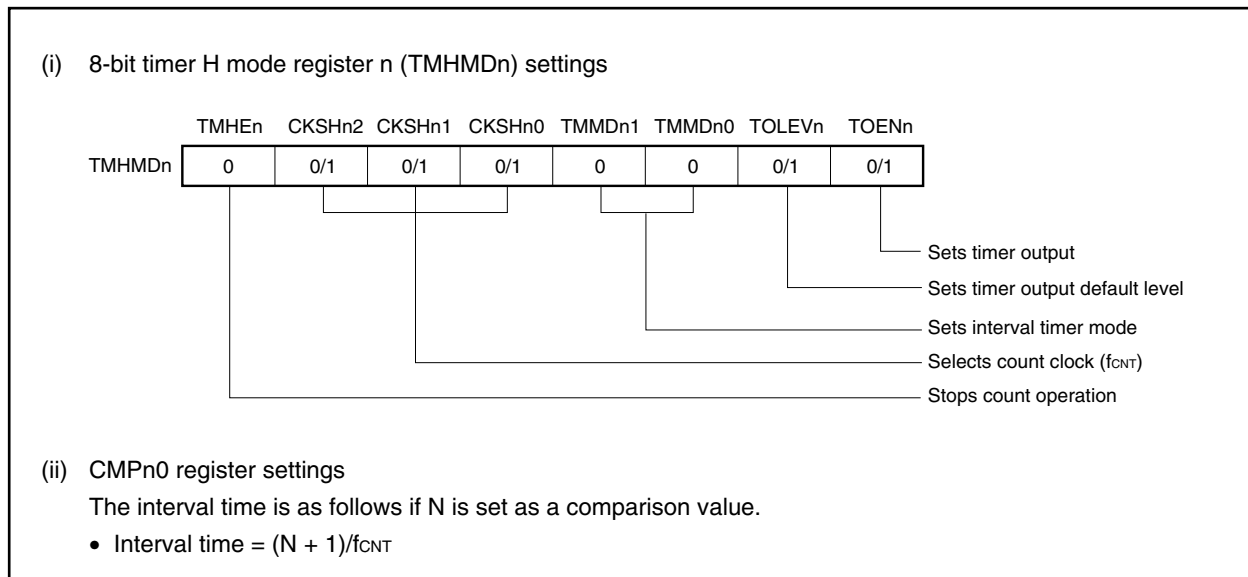 (i) 8-bit timer H mode register n (TMHMDn) settings
TMHEn CKSHn2 CKSHn1 CKSHn0 TMMDn1 TMMDn0 TOLEVn TOENn
TMHMDn 0 0/1 0/1 0/1 0 0 0/1 0/1
Sets timer output
Sets timer output default level
Sets interval timer mode
Selects count clock (fCNT)
Stops count operation
(ii) CMPn0 register settings
The interval time is as follows if N is set as a comparison value.
• Interval time = (N + 1)/fCNT